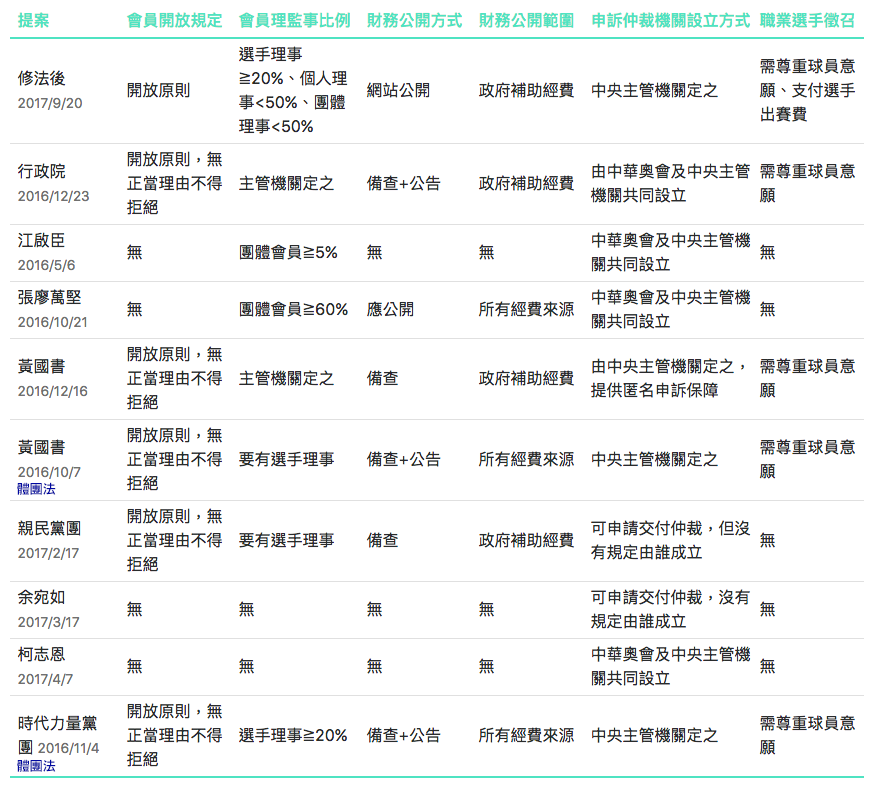 提案 會員開放規定 會員理監事比例 財務公開方式 財務公開範圍 申訴仲裁機關設立方式 職業選手徵召
修法後
2017/9/20
開放原則
選手理事
≧20%、個人理
事<50%、團體
理事<50%
網站公開
政府補助經費
中央主管機關定之
需尊重球員意
願、支付選手
出賽費
行政院
2016/12/23
開放原則，無
正當理由不得
拒絕
主管機關定之
備查+公告
政府補助經費
由中華奧會及中央主管
機關共同設立
需尊重球員意
願
江啟臣
2016/5/6
無
團體會員≧5%
無
無
中華奧會及中央主管機
關共同設立
無
張廖萬堅
2016/10/21
無
團體會員≧60%
應公開
所有經費來源
中華奧會及中央主管機
關共同設立
無
黃國書
2016/12/16
開放原則，無
正當理由不得
拒絕
主管機關定之
備查
政府補助經費
由中央主管機關定之，
提供匿名申訴保障
需尊重球員意
願
黃國書
2016/10/7
體團法
開放原則，無
正當理由不得
拒絕
要有選手理事
備查+公告
所有經費來源
中央主管機關定之
需尊重球員意
願
親民黨團
2017/2/17
開放原則，無
正當理由不得
拒絕
要有選手理事
備查
政府補助經費
可申請交付仲裁，但沒
有規定由誰成立
無
余宛如
2017/3/17
無
無
無
無
可申請交付仲裁，沒有
規定由誰成立
無
柯志恩
2017/4/7
無
無
無
無
中華奧會及中央主管機
關共同設立
無
時代力量黨
團 2016/11/4
體團法
開放原則，無
正當理由不得
拒絕
選手理事≧20%
備查+公告
所有經費來源
中央主管機關定之
需尊重球員意
願